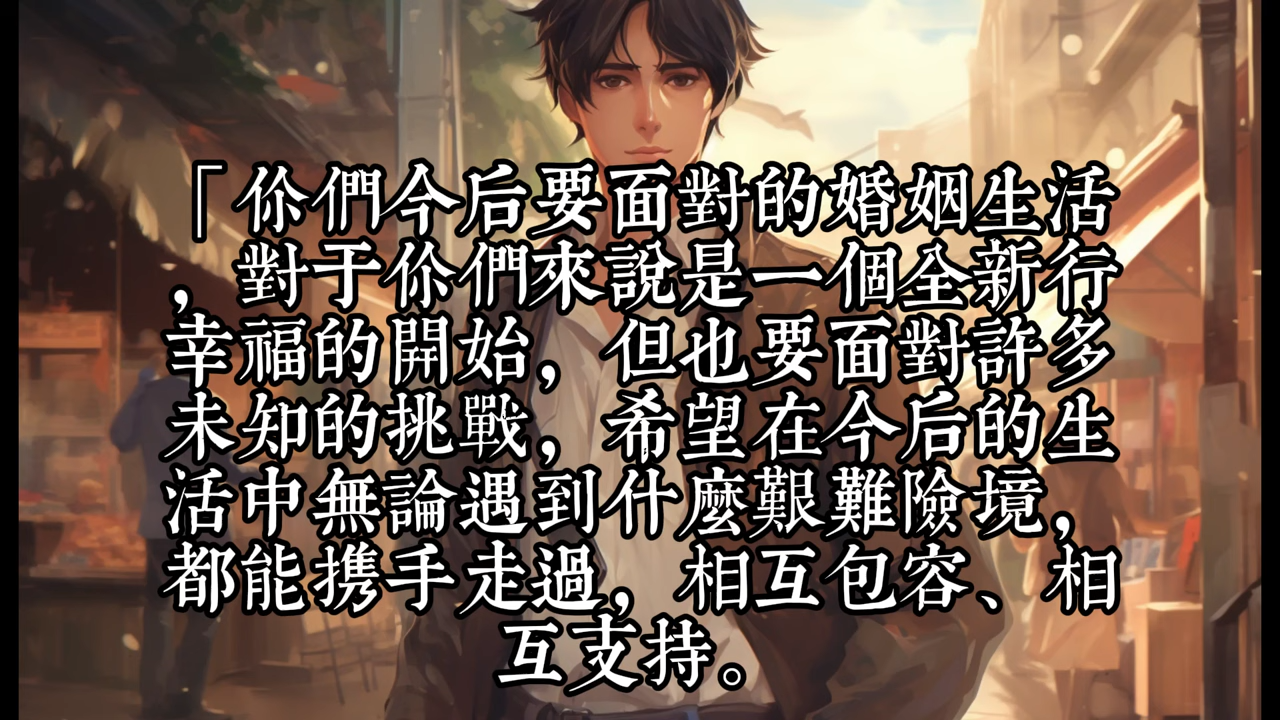 「你們今后要面對的婚姻生活
，對于你們來說是一個全新行
幸福的開始，但也要面對許多
未知的挑戰，希望在今后的生
活中無論遇到什麼艱難險境，
都能携手走過，相互包容、相
互支持。